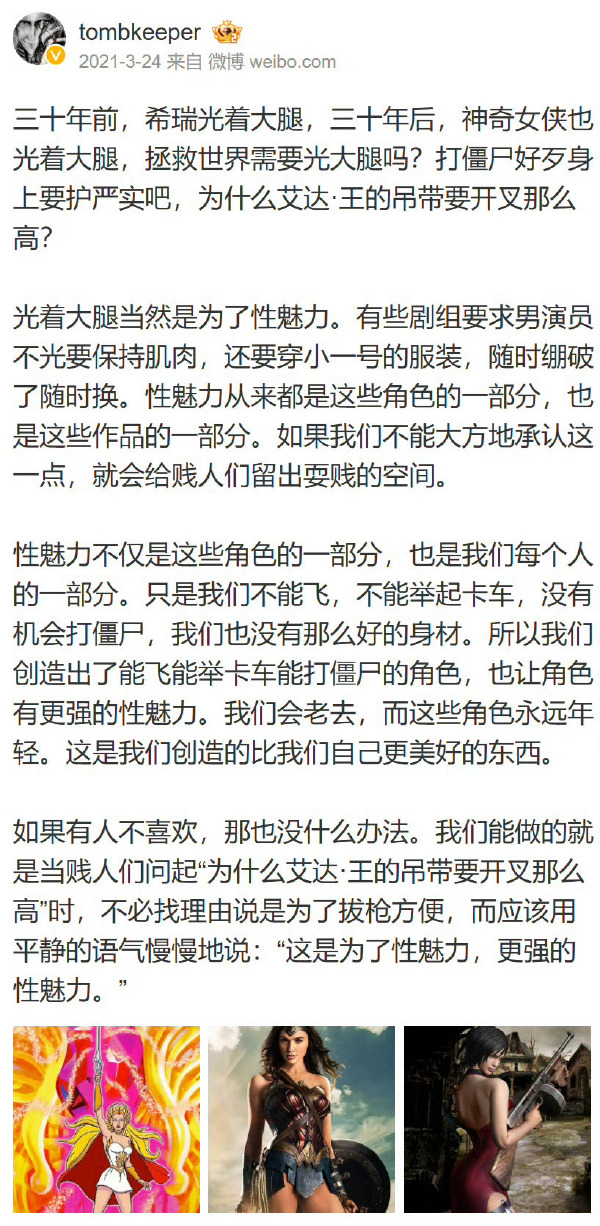 tombkeeper
2021-3-24 来自 微博 weibo.com
三十年前，希瑞光着大腿，三十年后，神奇女侠也
光着大腿，拯救世界需要光大腿吗？打僵尸好歹身
上要护严实吧，为什么艾达·王的吊带要开叉那么
高？
光着大腿当然是为了性魅力。有些剧组要求男演员
不光要保持肌肉，还要穿小一号的服装，随时绷破
了随时换。性魅力从来都是这些角色的一部分，也
是这些作品的一部分。如果我们不能大方地承认这
一点，就会给贱人们留出耍贱的空间。
性魅力不仅是这些角色的一部分，也是我们每个人
的一部分。只是我们不能飞，不能举起卡车，没有
机会打僵尸，我们也没有那么好的身材。所以我们
创造出了能飞能举卡车能打僵尸的角色，也让角色
有更强的性魅力。我们会老去，而这些角色永远年
轻。这是我们创造的比我们自己更美好的东西。
如果有人不喜欢，那也没什么办法。我们能做的就
是当贱人们问起“为什么艾达·王的吊带要开叉那么
高”时，不必找理由说是为了拔枪方便，而应该用
平静的语气慢慢地说：“这是为了性魅力，更强的
性魅力。”